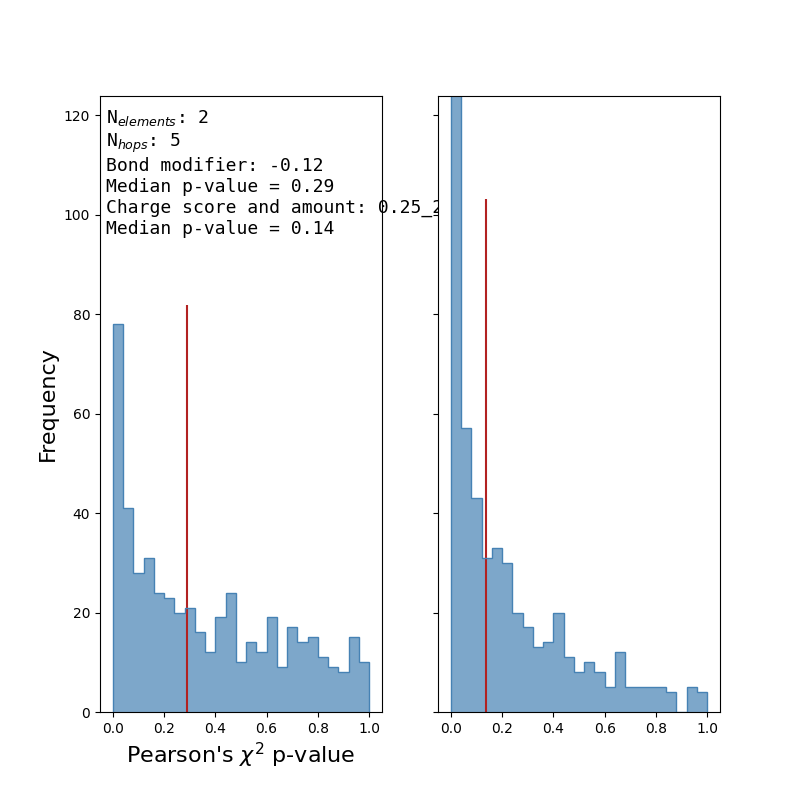 N_elements: 2
N_hops: 5
Bond modifier: -0.12
Median p-value = 0.29
Charge score and amount: 0.25_2
Median p-value = 0.14
120
100
80
60
40
20
0
Frequency
0.0 0.2 0.4 0.6 0.8 1.0
0.0 0.2 0.4 0.6 0.8 1.0
Pearson's χ² p-value